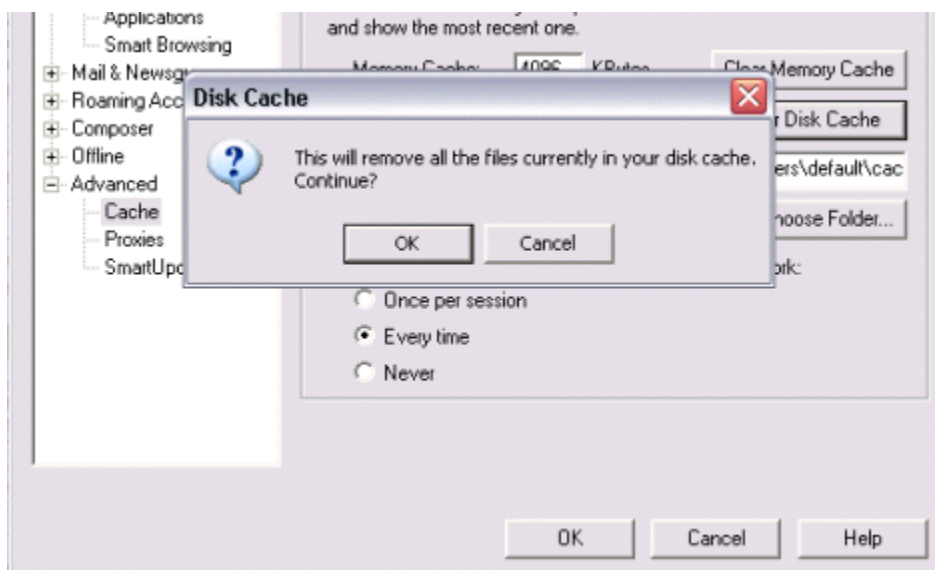 Applications
Smart Browsing
Mail & Newsg
Roaming Acc
Composer
Offline
Advanced
Cache
Proxies
SmartUpd
and show the most recent one.
Memory Cache: 4096 KBytes Clear Memory Cache
r Disk Cache
ers\default\cac
hoose Folder...
ork:
Once per session
Every time
Never
Disk Cache
This will remove all the files currently in your disk cache.
Continue?
OK Cancel
OK Cancel Help